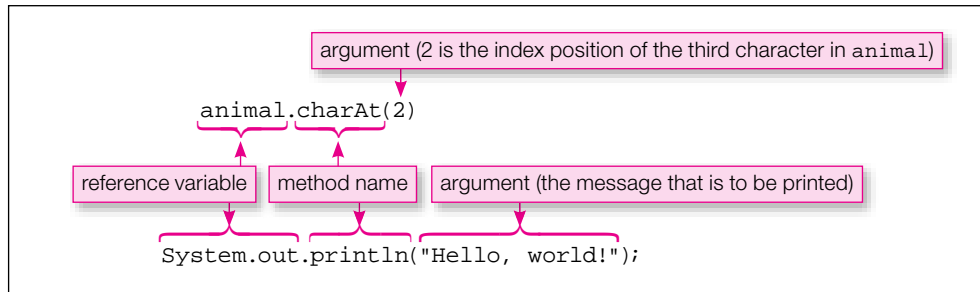 argument (2 is the index position of the third character in animal)
animal.charAt(2)
reference variable
method name
argument (the message that is to be printed)
System.out.println("Hello, world!");